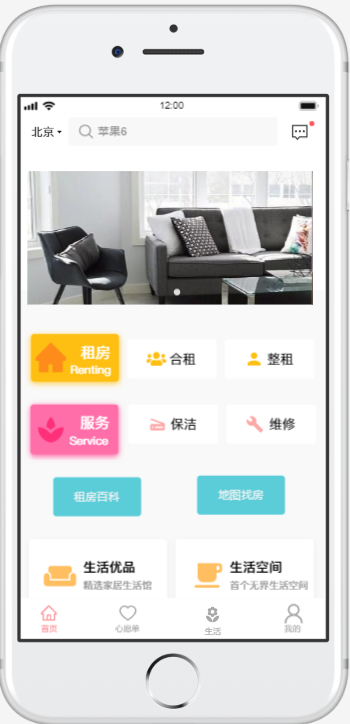 12:00
北京
苹果6
租房
Renting
合租
整租
服务
Service
保洁
维修
租房百科
地图找房
生活优品
精选家居生活馆
生活空间
首个无界生活空间
首页
心愿单
生活
我的